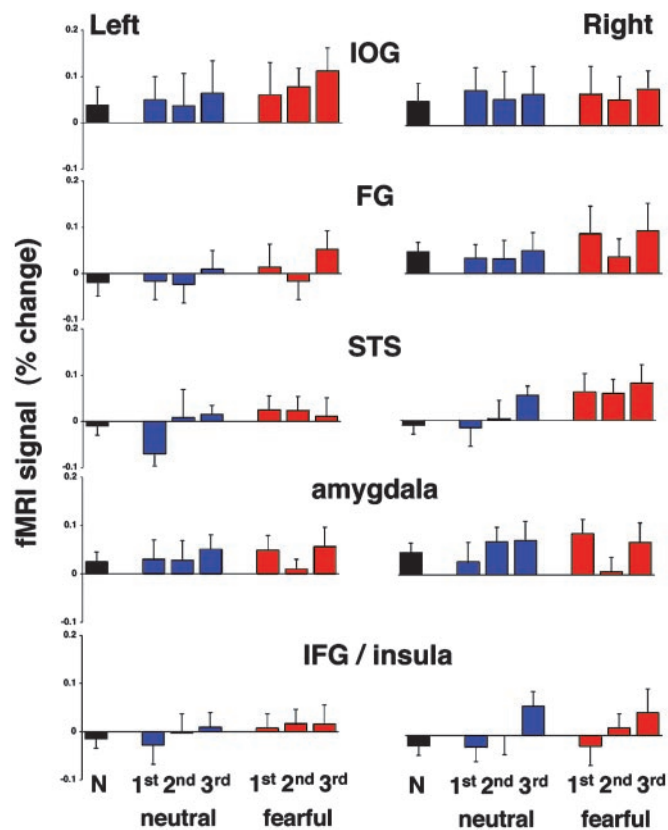 Left
IOG
Right
0.2
0.1
0
-0.1
FG
0.2
0.1
0
-0.1
STS
0.2
0.1
0
-0.1
amygdala
0.2
0.1
0
-0.1
IFG / insula
0.2
0.1
0
-0.1
fMRI signal (% change)
N 1st 2nd 3rd 1st 2nd 3rd N 1st 2nd 3rd 1st 2nd 3rd
neutral fearful neutral fearful